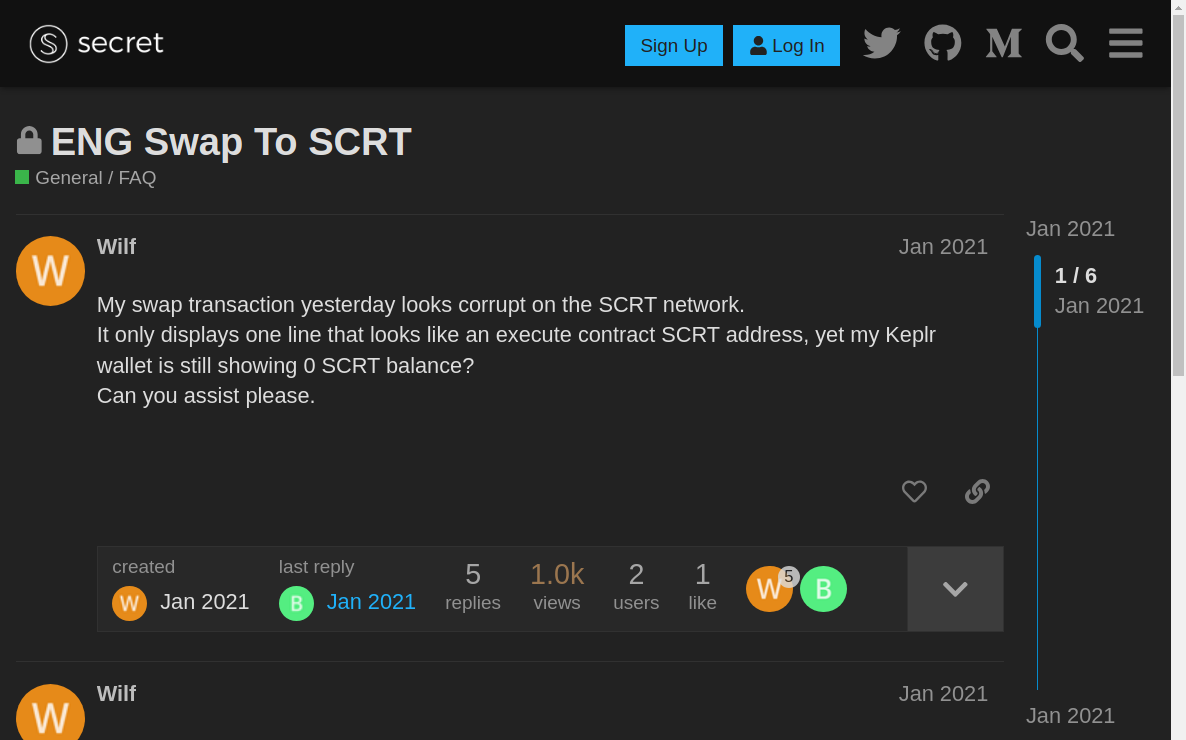 secret
Sign Up
Log In
ENG Swap To SCRT
General / FAQ
Wilf
Jan 2021
My swap transaction yesterday looks corrupt on the SCRT network.
It only displays one line that looks like an execute contract SCRT address, yet my Keplr
wallet is still showing 0 SCRT balance?
Can you assist please.
Jan 2021
1 / 6
Jan 2021
created
W Jan 2021
last reply
B Jan 2021
5
replies
1.0k
views
2
users
1
like
W 5
B
W
Wilf
Jan 2021
W
Jan 2021